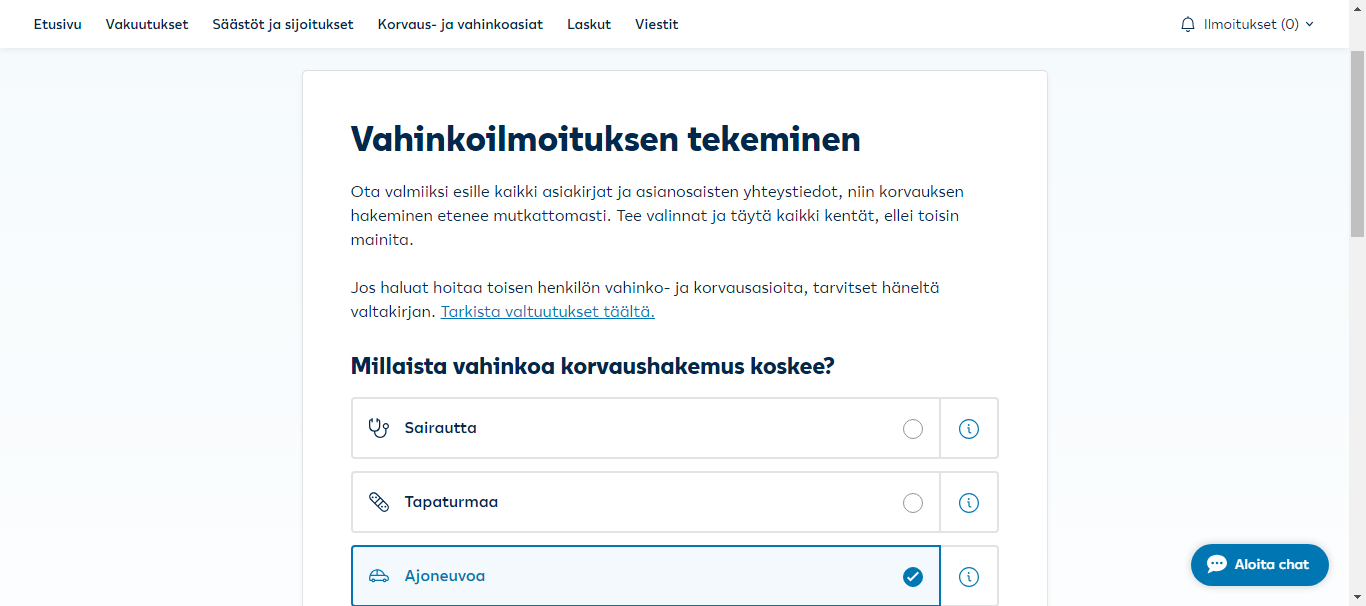 Etusivu Vakuutukset Säästöt ja sijoitukset Korvaus- ja vahinkoasiat Laskut Viestit Ilmoitukset (0)
Vahinkoilmoituksen tekeminen
Ota valmiiksi esille kaikki asiakirjat ja asianosaisten yhteystiedot, niin korvauksen
hakeminen etenee mutkattomasti. Tee valinnat ja täytä kaikki kentät, ellei toisin
mainita.
Jos haluat hoitaa toisen henkilön vahinko- ja korvausasioita, tarvitset häneltä
valtakirjan. Tarkista valtuutukset täältä.
Millaista vahinkoa korvaushakemus koskee?
Sairautta
Tapaturmaa
Ajoneuvoa
Aloita chat